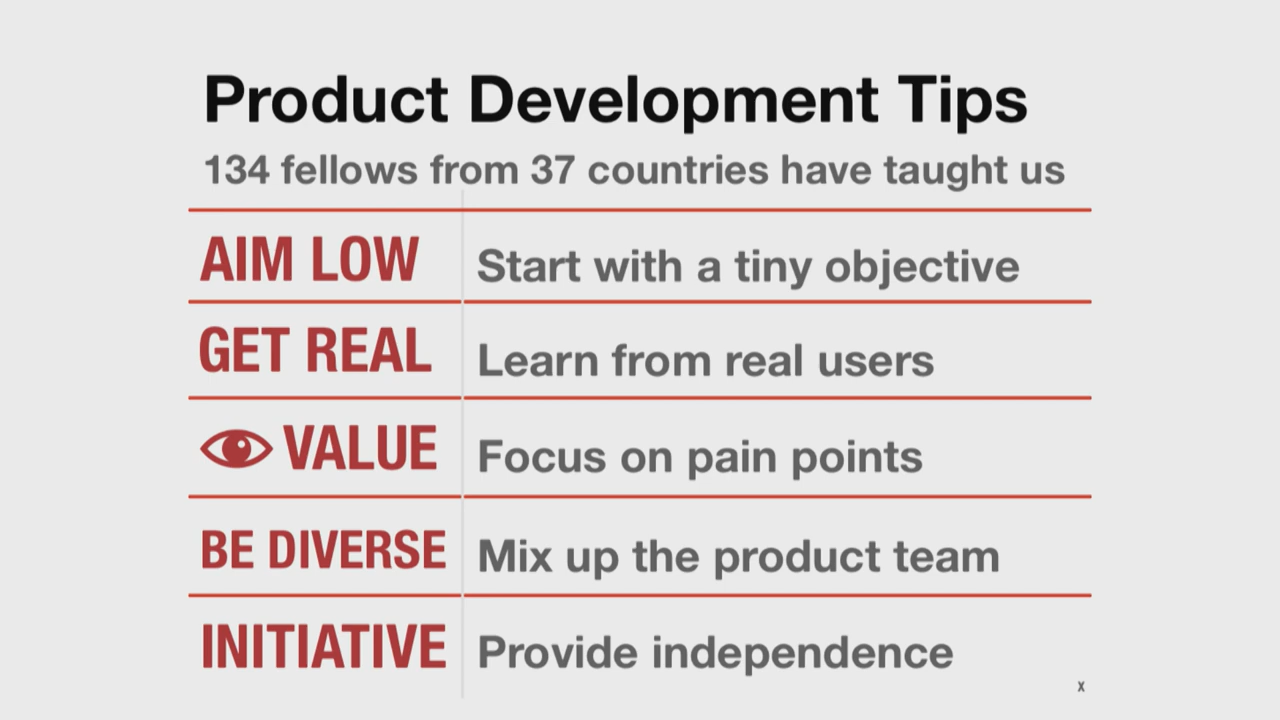 Product Development Tips
134 fellows from 37 countries have taught us
AIM LOW Start with a tiny objective
GET REAL Learn from real users
VALUE Focus on pain points
BE DIVERSE Mix up the product team
INITIATIVE Provide independence
X